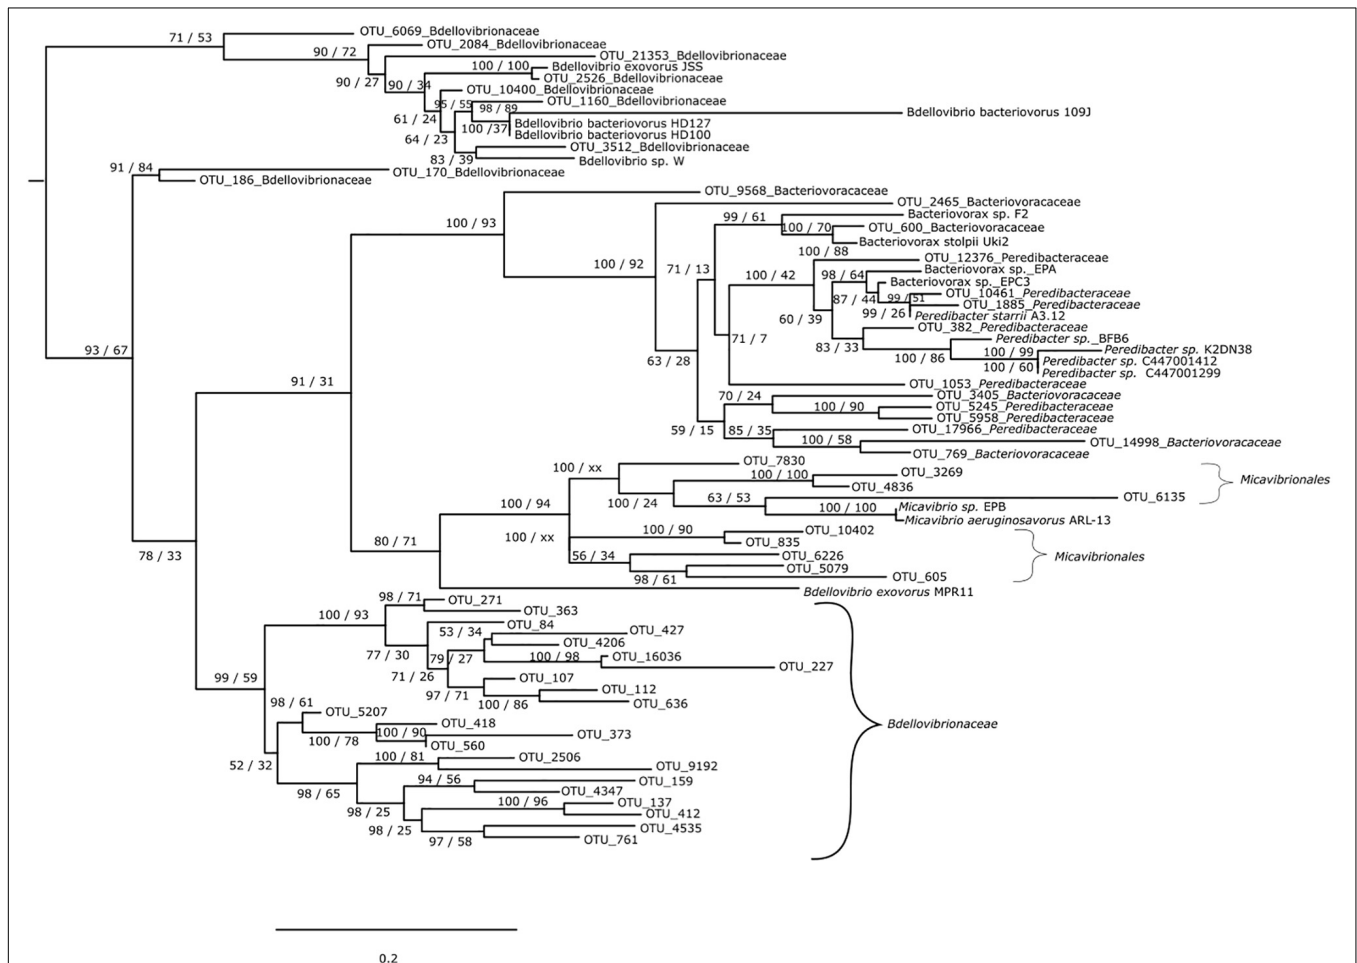 71 / 53
OTU_6069_Bdellovibrionaceae
90 / 72
OTU_2084_Bdellovibrionaceae
90 / 27
OTU_21353_Bdellovibrionaceae
90 / 34
100 / 100
Bdellovibrio exovorus JSS
OTU_2526_Bdellovibrionaceae
61 / 24
OTU_10400_Bdellovibrionaceae
95 / 55
OTU_1160_Bdellovibrionaceae
98 / 89
Bdellovibrio bacteriovorus 109J
100 /37
Bdellovibrio bacteriovorus HD127
Bdellovibrio bacteriovorus HD100
64 / 23
OTU_3512_Bdellovibrionaceae
83 / 39
Bdellovibrio sp. W
91 / 84
OTU_170_Bdellovibrionaceae
OTU_186_Bdellovibrionaceae
93 / 67
100 / 93
OTU_9568_Bacteriovoracaceae
100 / 92
OTU_2465_Bacteriovoracaceae
99 / 61
Bacteriovorax sp. F2
100 / 70
OTU_600_Bacteriovoracaceae
Bacteriovorax stolpii Uki2
71 / 13
100 / 88
100 / 42
OTU_12376_Peredibacteraceae
98 / 64
Bacteriovorax sp._EPA
Bacteriovorax sp._EPC3
87 / 44
99 / 51
OTU_10461_Peredibacteraceae
OTU_1885_Peredibacteraceae
99 / 26
Peredibacter starrii A3.12
60 / 39
OTU_382_Peredibacteraceae
83 / 33
Peredibacter sp._BFB6
100 / 86
100 / 99
Peredibacter sp. K2DN38
100 / 60
Peredibacter sp. C447001412
Peredibacter sp. C447001299
71 / 7
63 / 28
OTU_1053_Peredibacteraceae
91 / 31
70 / 24
OTU_3405_Bacteriovoracaceae
100 / 90
OTU_5245_Peredibacteraceae
OTU_5958_Peredibacteraceae
59 / 15
85 / 35
OTU_17966_Peredibacteraceae
100 / 58
OTU_14998_Bacteriovoracaceae
OTU_769_Bacteriovoracaceae
100 / xx
OTU_7830
100 / 100
OTU_3269
OTU_4836
Micavibrionales
100 / 24
63 / 53
OTU_6135
100 / 94
100 / 100
Micavibrio sp. EPB
Micavibrio aeruginosavorus ARL-13
100 / xx
100 / 90
OTU_10402
OTU_835
80 / 71
56 / 34
OTU_6226
OTU_5079
98 / 61
OTU_605
Micavibrionales
78 / 33
Bdellovibrio exovorus MPR11
98 / 71
OTU_271
100 / 93
OTU_363
OTU_84
53 / 34
OTU_427
OTU_4206
77 / 30
79 / 27
100 / 98
OTU_16036
OTU_227
71 / 26
OTU_107
97 / 71
OTU_112
100 / 86
OTU_636
99 / 59
98 / 61
OTU_5207
OTU_418
100 / 78
100 / 90
OTU_373
OTU_560
Bdellovibrionaceae
52 / 32
100 / 81
OTU_2506
OTU_9192
98 / 65
94 / 56
OTU_159
OTU_4347
98 / 25
100 / 96
OTU_137
OTU_412
98 / 25
OTU_4535
97 / 58
OTU_761
0.2